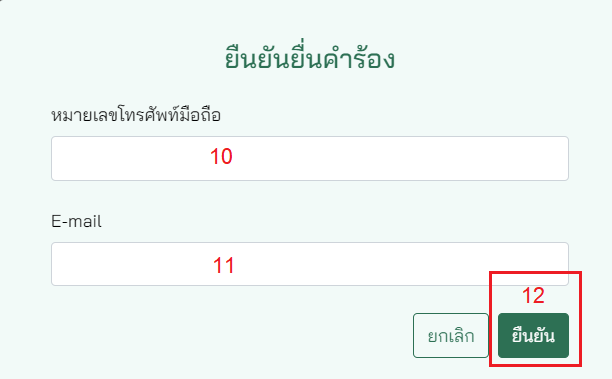 ยืนยันยื่นคำร้อง
หมายเลขโทรศัพท์มือถือ
10
E-mail
11
12
ยกเลิก ยืนยัน